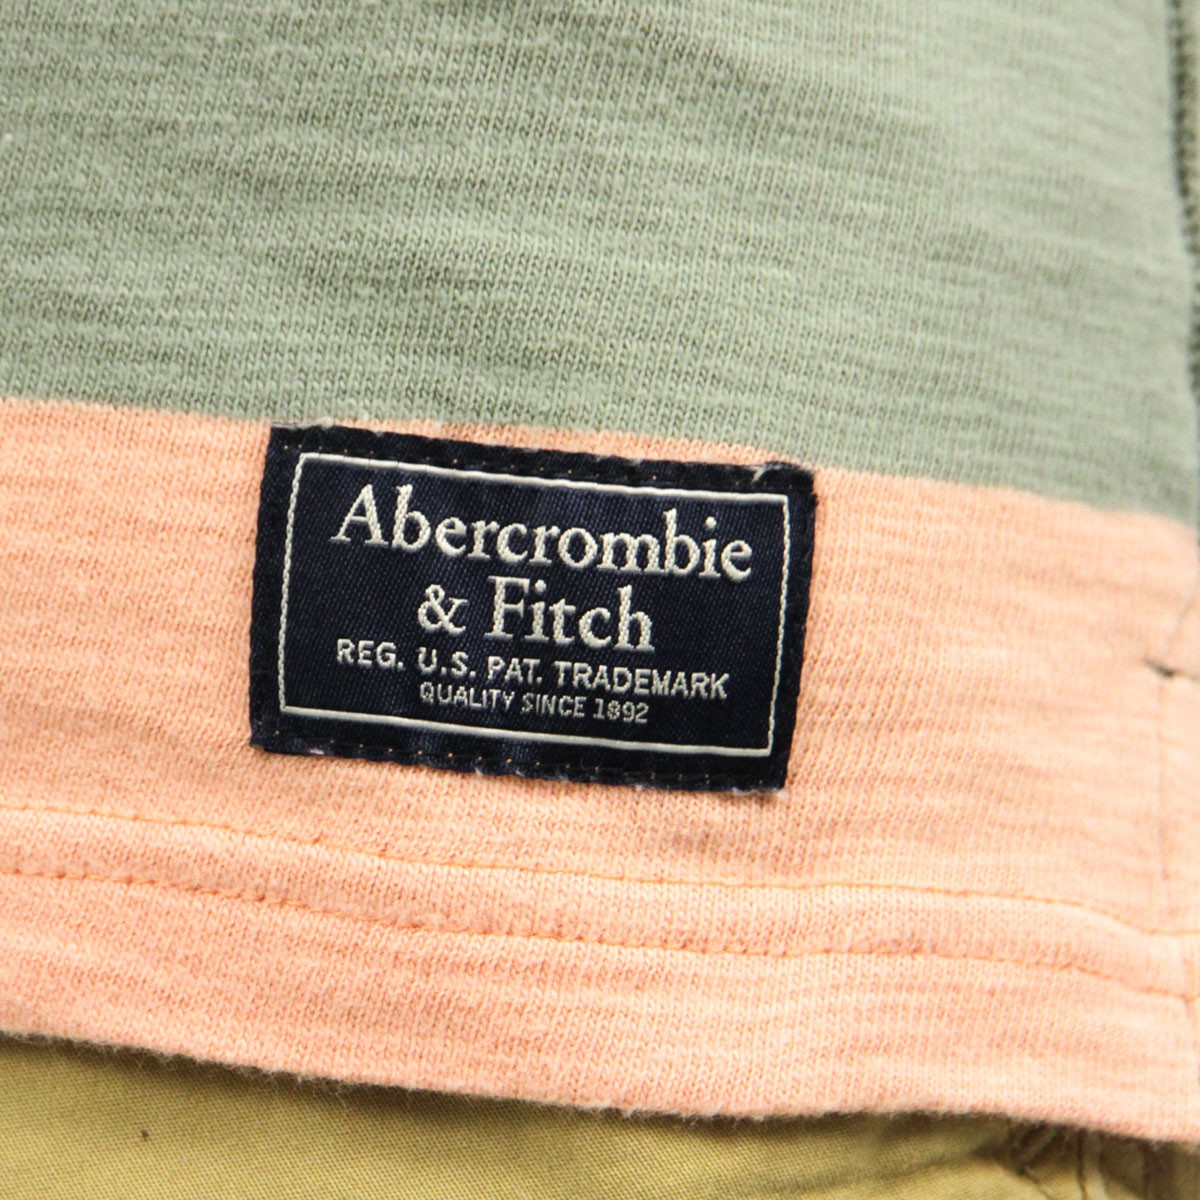 Abercrombie
& Fitch
REG. U.S. PAT. TRADEMARK
QUALITY SINCE 1892